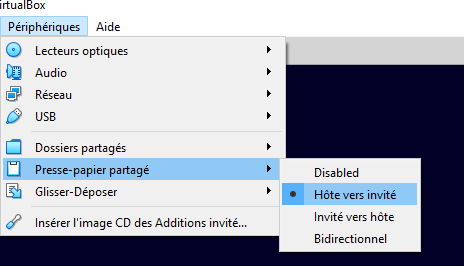 irtualBox
Périphériques Aide
Lecteurs optiques
Audio
Réseau
USB
Dossiers partagés
Presse-papier partagé
Disabled
Glisser-Déposer
Hôte vers invité
Insérer l'image CD des Additions invité...
Invité vers hôte
Bidirectionnel